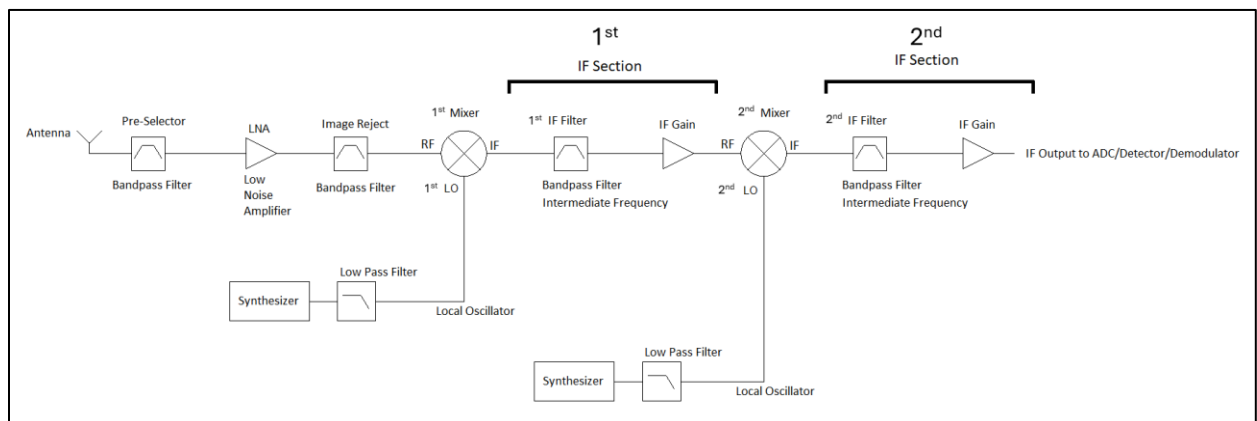 1st
IF Section
2nd
IF Section
Antenna
Pre-Selector
Bandpass Filter
LNA
Low
Noise
Amplifier
Image Reject
Bandpass Filter
1st Mixer
RF
IF
1st LO
1st IF Filter
Bandpass Filter
Intermediate Frequency
IF Gain
2nd Mixer
RF
IF
2nd LO
2nd IF Filter
Bandpass Filter
Intermediate Frequency
IF Gain
IF Output to ADC/Detector/Demodulator
Synthesizer
Low Pass Filter
Local Oscillator
Synthesizer
Low Pass Filter
Local Oscillator